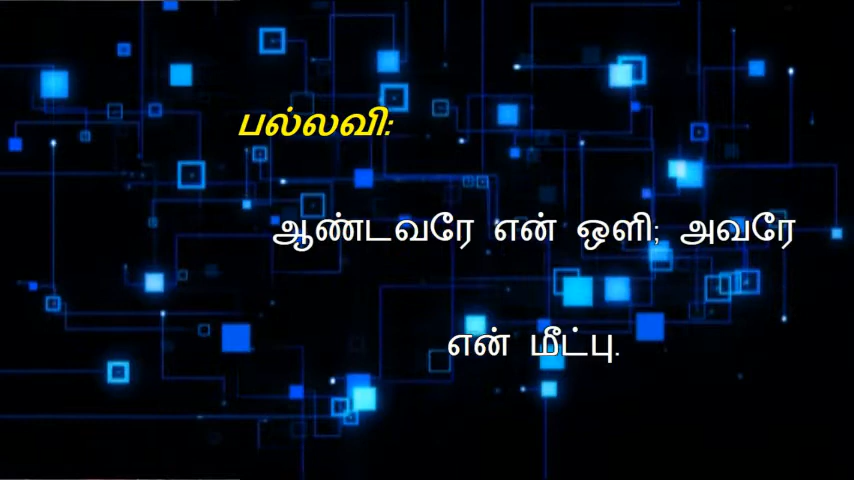 பல்லவி:
ஆண்டவரே என் ஒளி; அவரே
என் மீட்பு.